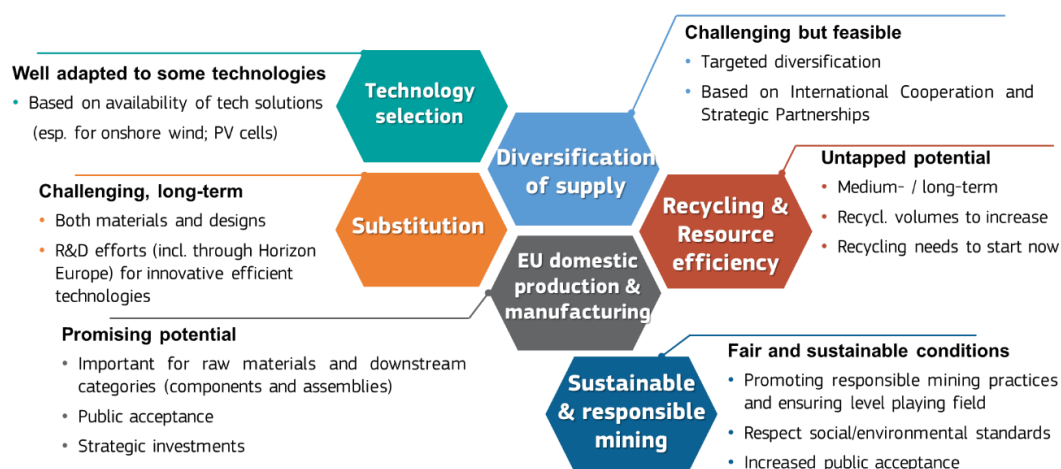 Well adapted to some technologies
• Based on availability of tech solutions
(esp. for onshore wind; PV cells)
Technology
selection
Challenging but feasible
• Targeted diversification
• Based on International Cooperation and
Strategic Partnerships
Diversification
of supply
Challenging, long-term
• Both materials and designs
• R&D efforts (incl. through Horizon
Europe) for innovative efficient
technologies
Substitution
Untapped potential
• Medium- / long-term
• Recycl. volumes to increase
• Recycling needs to start now
Recycling &
Resource
efficiency
EU domestic
production &
manufacturing
Promising potential
• Important for raw materials and downstream
categories (components and assemblies)
• Public acceptance
• Strategic investments
Sustainable
& responsible
mining
Fair and sustainable conditions
• Promoting responsible mining practices
and ensuring level playing field
• Respect social/environmental standards
• Increased public acceptance